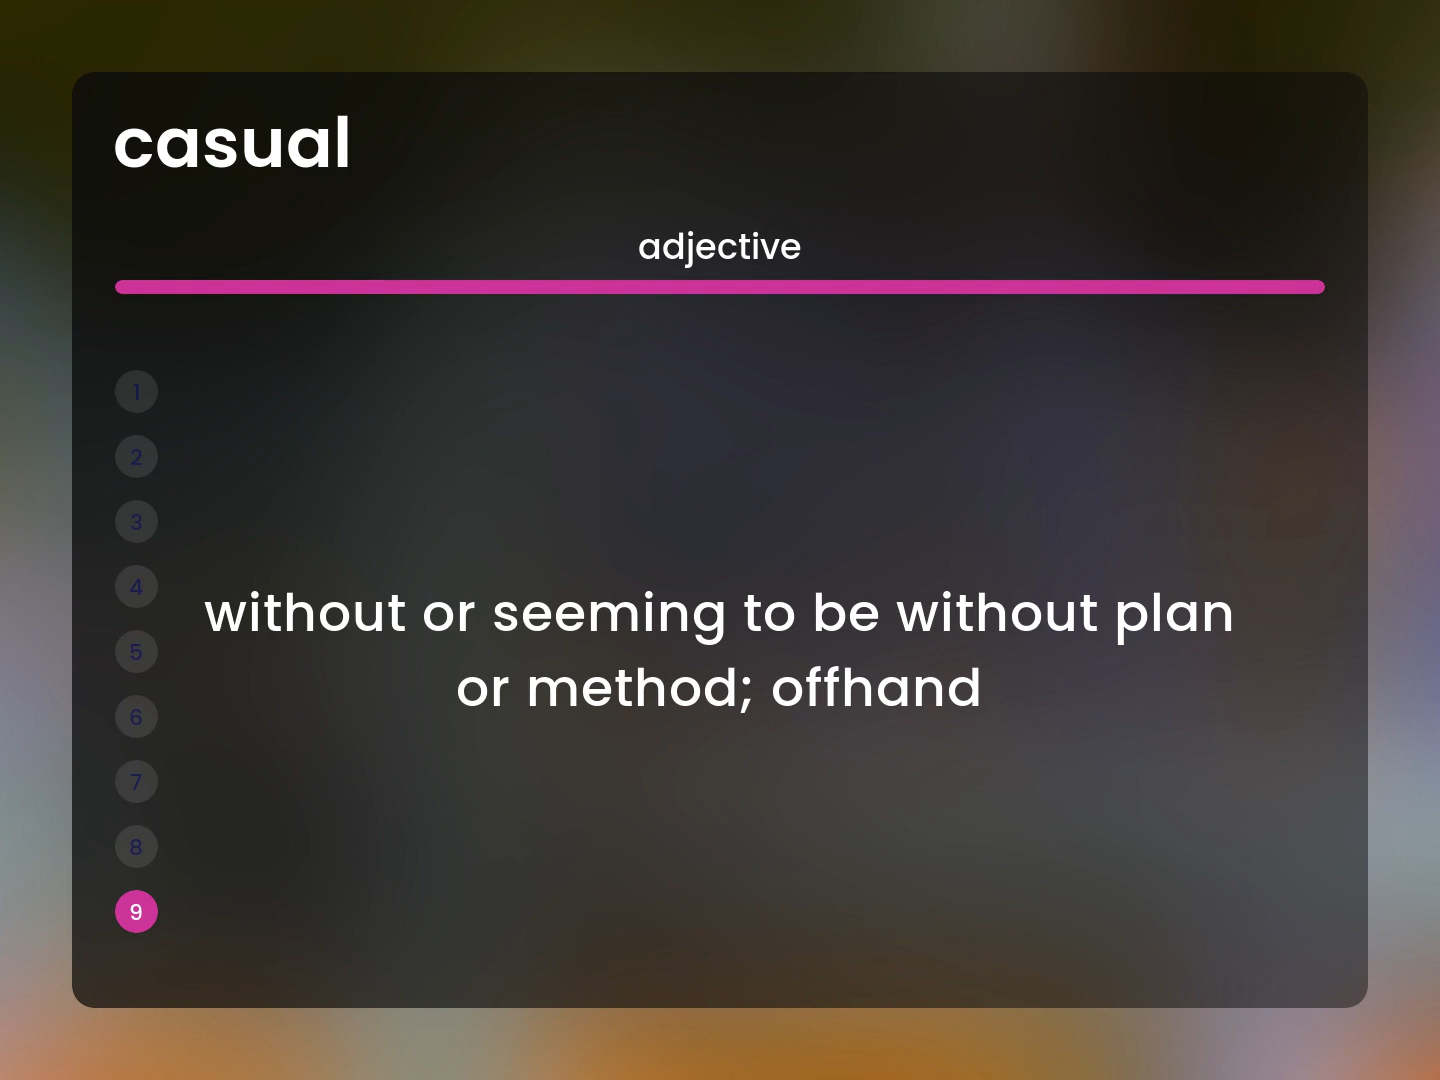 casual
adjective
1
2
3
4
5
6
7
8
9
without or seeming to be without plan
or method; offhand